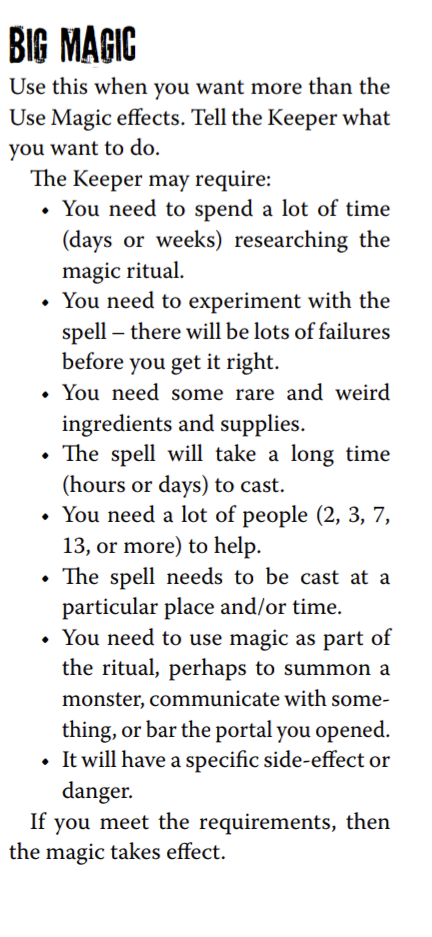 BIG MAGIC
Use this when you want more than the
Use Magic effects. Tell the Keeper what
you want to do.
The Keeper may require:
• You need to spend a lot of time
(days or weeks) researching the
magic ritual.
• You need to experiment with the
spell – there will be lots of failures
before you get it right.
• You need some rare and weird
ingredients and supplies.
• The spell will take a long time
(hours or days) to cast.
• You need a lot of people (2, 3, 7,
13, or more) to help.
• The spell needs to be cast at a
particular place and/or time.
• You need to use magic as part of
the ritual, perhaps to summon a
monster, communicate with some-
thing, or bar the portal you opened.
• It will have a specific side-effect or
danger.
If you meet the requirements, then
the magic takes effect.